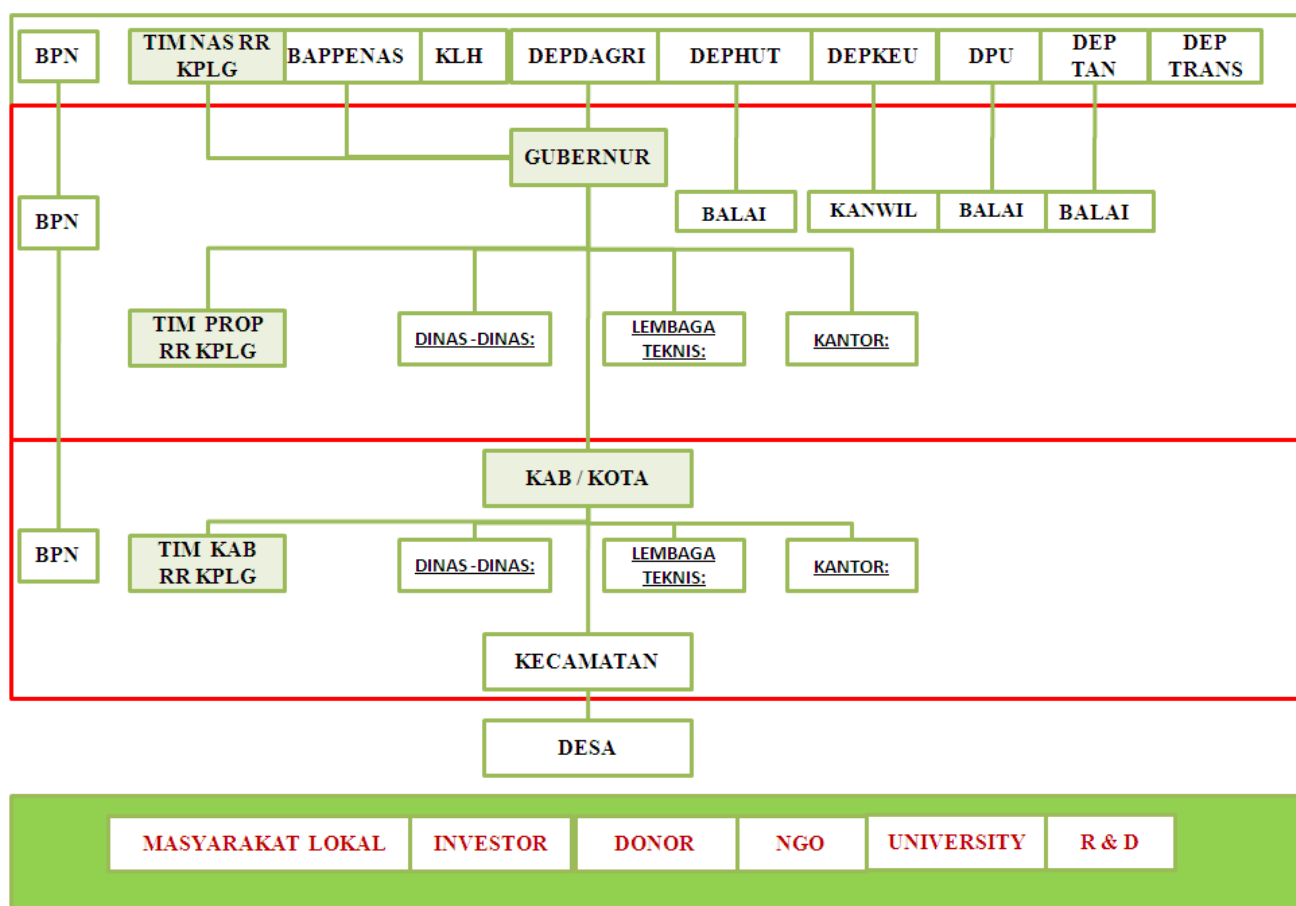 BPN
TIM NAS RR
KPLG
BAPPENAS
KLH
DEPDAGRI
DEPHUT
DEPKEU
DPU
DEP
TAN
DEP
TRANS
GUBERNUR
BPN
BALAI
KANWIL
BALAI
BALAI
TIM PROP
RR KPLG
DINAS-DINAS:
LEMBAGA
TEKNIS:
KANTOR:
KAB / KOTA
BPN
TIM KAB
RR KPLG
DINAS-DINAS:
LEMBAGA
TEKNIS:
KANTOR:
KECAMATAN
DESA
MASYARAKAT LOKAL
INVESTOR
DONOR
NGO
UNIVERSITY
R & D